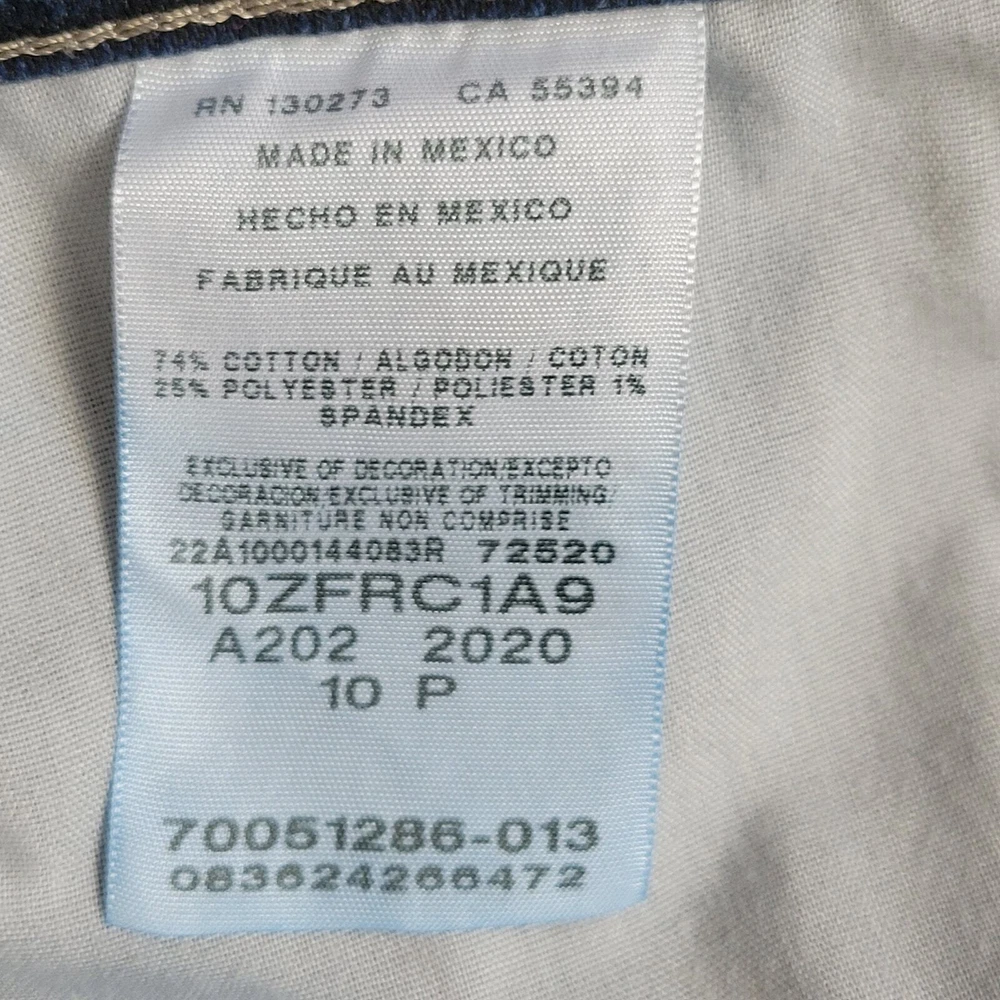 RN 130273 CA 55394
MADE IN MEXICO
HECHO EN MEXICO
FABRIQUE AU MEXIQUE
74% COTTON / ALGODON / COTON
25% POLYESTER / POLIESTER 1%
SPANDEX
EXCLUSIVE OF DECORATION/EXCEPTO
DECORACION/EXCLUSIVE OF TRIMMING/
GARNITURE NON COMPRISE
22A1000144083R 72520
10ZFRC1A9
A202 2020
10 P
70051286-013
083624266472